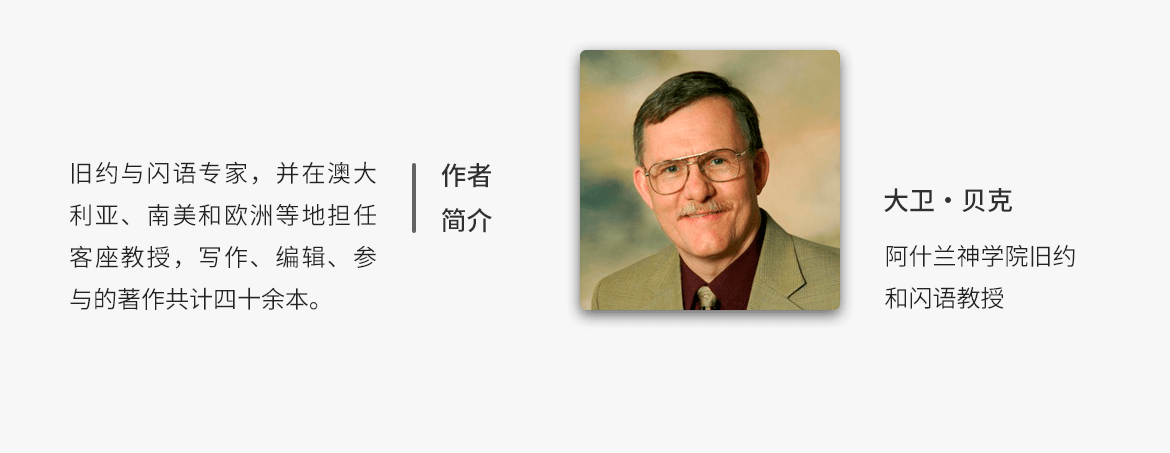 旧约与闪语专家，并在澳大
利亚、南美和欧洲等地担任
客座教授，写作、编辑、参
与的著作共计四十余本。
作者
简介
大卫·贝克
阿什兰神学院旧约
和闪语教授